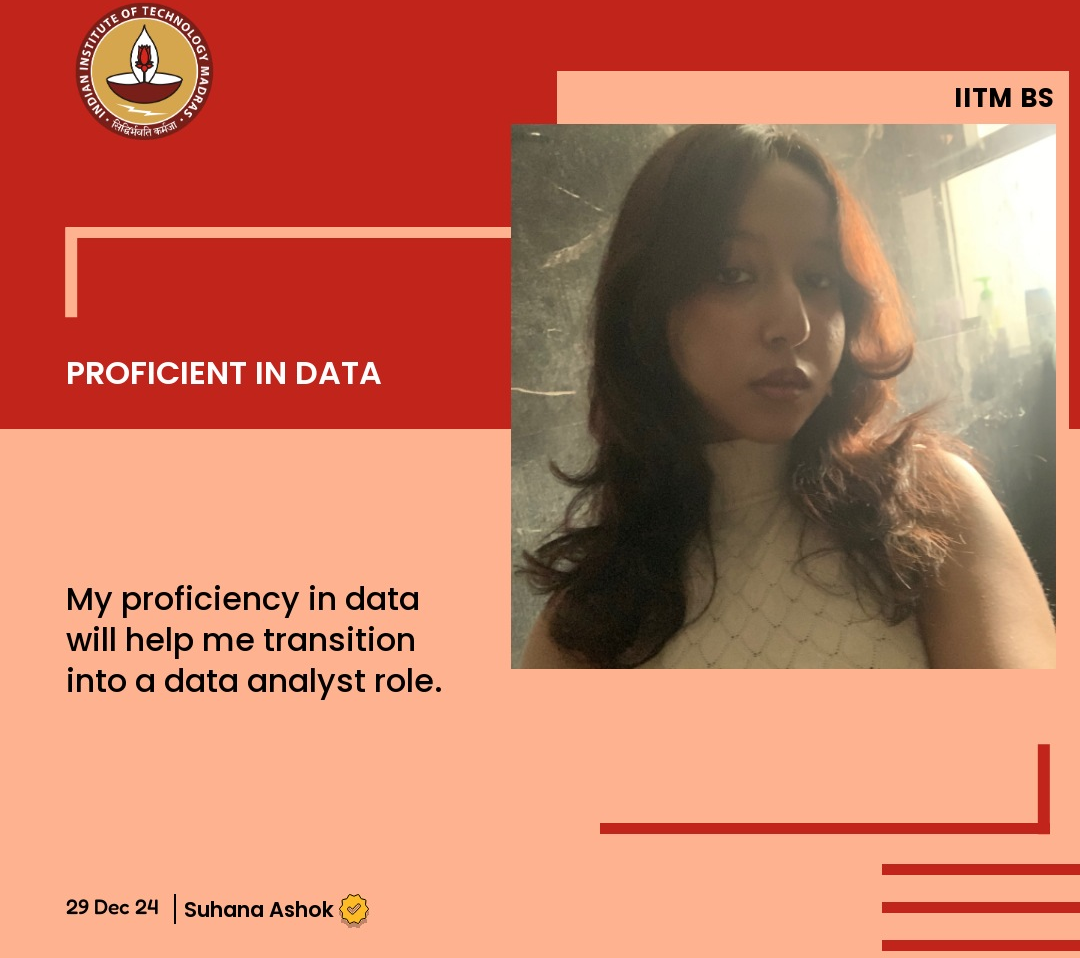 INDIAN INSTITUTE OF TECHNOLOGY MADRAS
सिद्धिर्भवति कर्मजा
IITM BS
PROFICIENT IN DATA
My proficiency in data
will help me transition
into a data analyst role.
29 Dec 24
Suhana Ashok